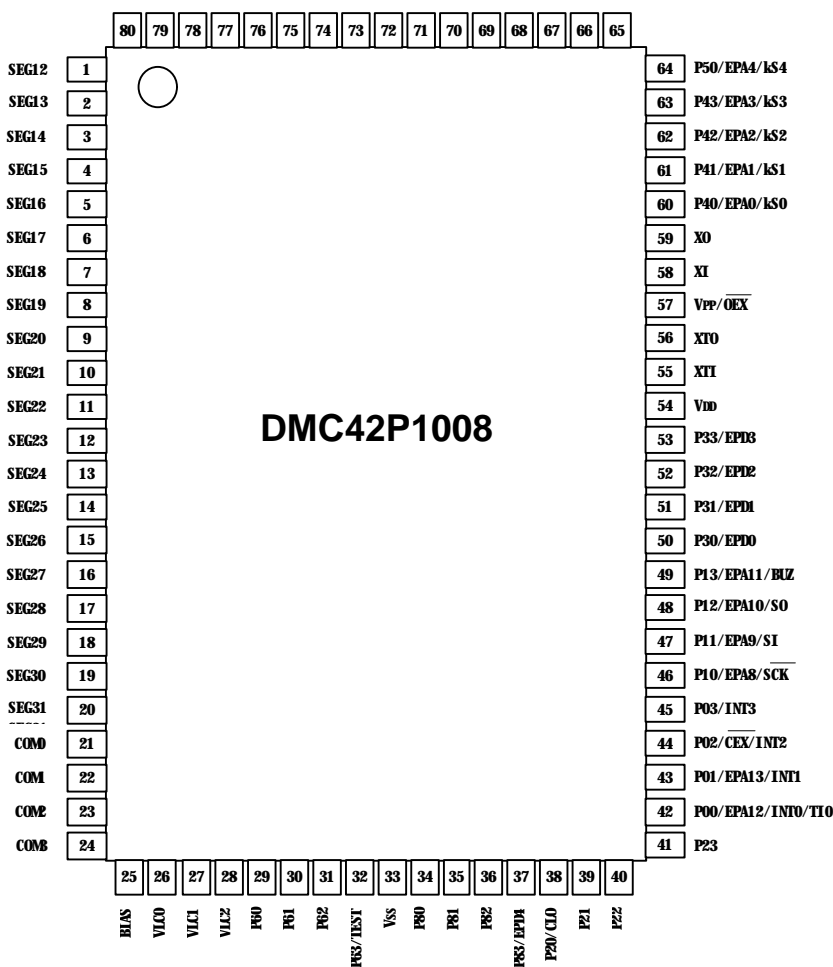 80 79 78 77 76 75 74 73 72 71 70 69 68 67 66 65
SEG12 1 64 P50/EPA4/kS4
SEG13 2 63 P43/EPA3/kS3
SEG14 3 62 P42/EPA2/kS2
SEG15 4 61 P41/EPA1/kS1
SEG16 5 60 P40/EPA0/kS0
SEG17 6 59 XO
SEG18 7 58 XI
SEG19 8 57 VPP/OEX
SEG20 9 56 XTO
SEG21 10 55 XTI
SEG22 11 54 VDD
DMC42P1008
SEG23 12 53 P33/EPD3
SEG24 13 52 P32/EPD2
SEG25 14 51 P31/EPD1
SEG26 15 50 P30/EPD0
SEG27 16 49 P13/EPA11/BUZ
SEG28 17 48 P12/EPA10/SO
SEG29 18 47 P11/EPA9/SI
SEG30 19 46 P10/EPA8/SCK
SEG31 20 45 P03/INT3
COM0 21 44 P02/CEX/INT2
COM1 22 43 P01/EPA13/INT1
COM2 23 42 P00/EPA12/INT0/TI0
COM3 24 41 P23
25 26 27 28 29 30 31 32 33 34 35 36 37 38 39 40
BIAS
VLC0
VLC1
VLC2
P60
P61
P62
P63/TEST
VSS
P80
P81
P82
P83/EPD4
P20/CLO
P21
P22